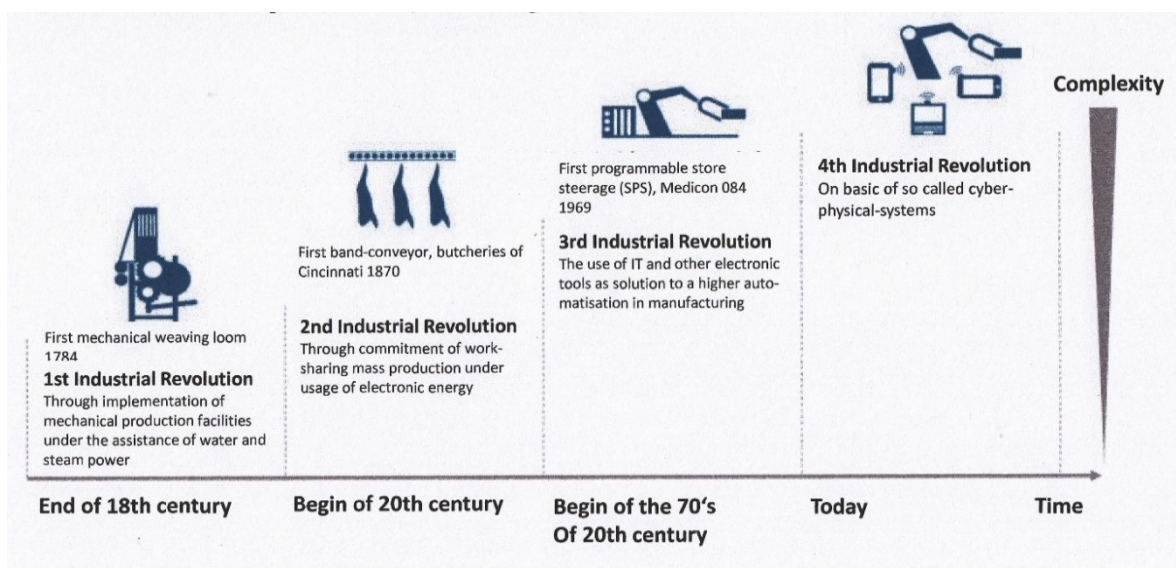 Complexity
First mechanical weaving loom
1784
1st Industrial Revolution
Through implementation of
mechanical production facilities
under the assistance of water and
steam power
First band-conveyor, butcheries of
Cincinnati 1870
2nd Industrial Revolution
Through commitment of work-
sharing mass production under
usage of electronic energy
First programmable store
steerage (SPS), Medicon 084
1969
3rd Industrial Revolution
The use of IT and other electronic
tools as solution to a higher auto-
matisation in manufacturing
4th Industrial Revolution
On basic of so called cyber-
physical-systems
End of 18th century
Begin of 20th century
Begin of the 70‘s
Of 20th century
Today
Time